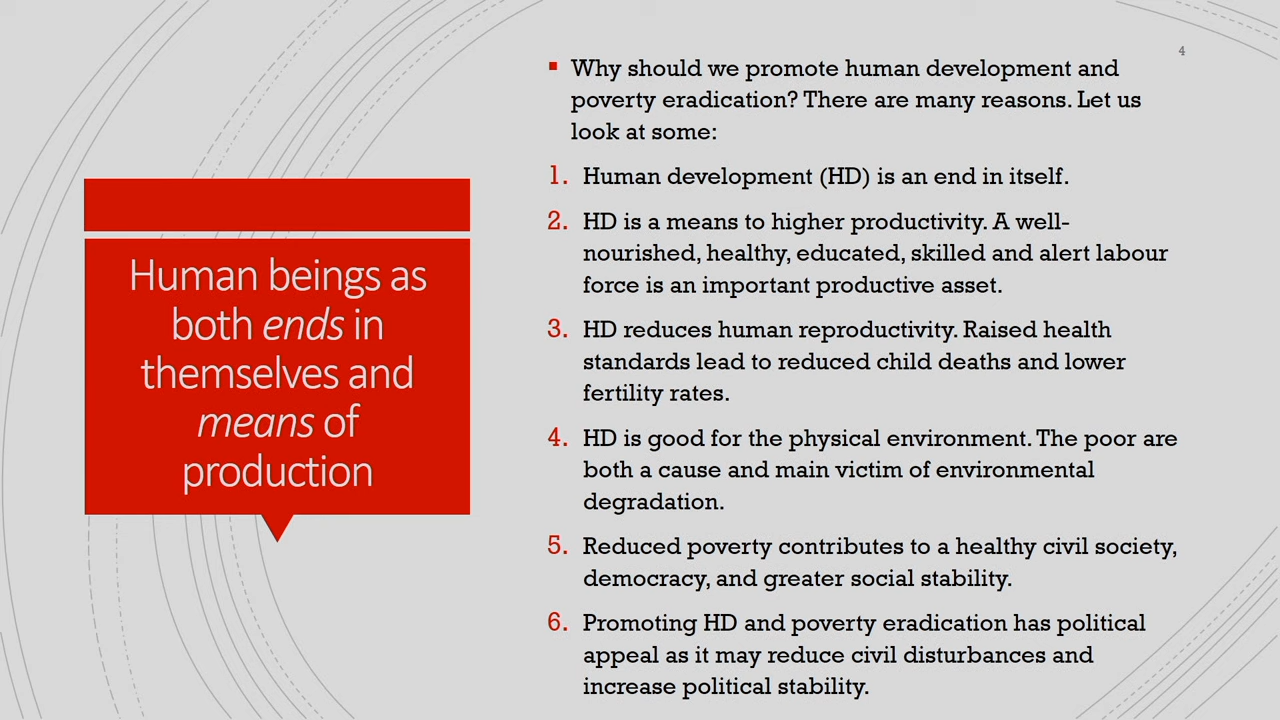 4
Human beings as
both ends in
themselves and
means of
production
▪ Why should we promote human development and
poverty eradication? There are many reasons. Let us
look at some:
1. Human development (HD) is an end in itself.
2. HD is a means to higher productivity. A well-
nourished, healthy, educated, skilled and alert labour
force is an important productive asset.
3. HD reduces human reproductivity. Raised health
standards lead to reduced child deaths and lower
fertility rates.
4. HD is good for the physical environment. The poor are
both a cause and main victim of environmental
degradation.
5. Reduced poverty contributes to a healthy civil society,
democracy, and greater social stability.
6. Promoting HD and poverty eradication has political
appeal as it may reduce civil disturbances and
increase political stability.